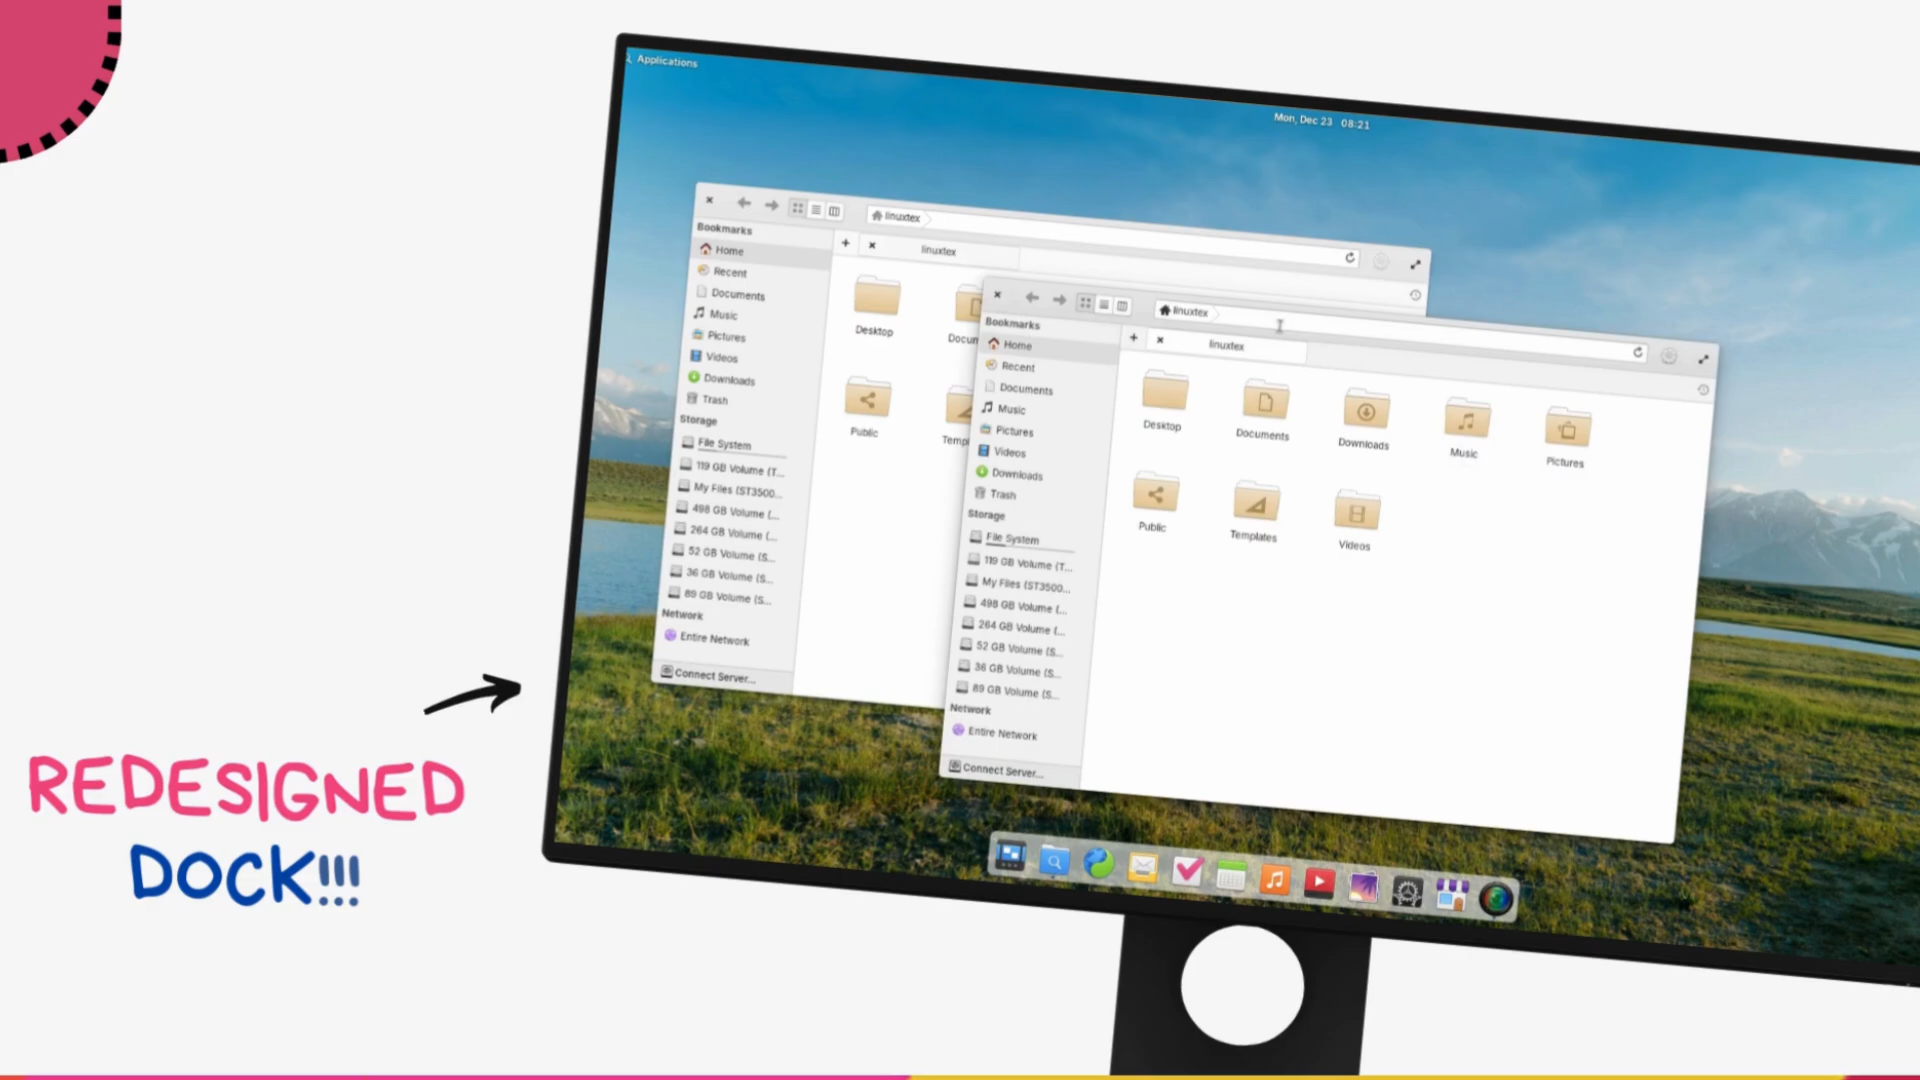 Applications
Mon, Dec 23 08:21
linuxtex
Bookmarks
linuxtex
Home
Recent
Documents
Music
Pictures
Videos
Downloads
Trash
Storage
File System
119 GB Volume (T...
My Files (ST3500...
498 GB Volume (...
264 GB Volume (...
52 GB Volume (S...
36 GB Volume (S...
89 GB Volume (S...
Network
Entire Network
Connect Server...
Desktop
Docum
Public
Templ
linuxtex
Bookmarks
linuxtex
Home
Recent
Documents
Music
Pictures
Videos
Downloads
Trash
Storage
File System
119 GB Volume (T...
My Files (ST3500...
498 GB Volume (...
264 GB Volume (...
52 GB Volume (S...
36 GB Volume (S...
89 GB Volume (S...
Network
Entire Network
Connect Server...
Desktop
Documents
Downloads
Music
Pictures
Public
Templates
Videos
REDESIGNED
DOCK!!!